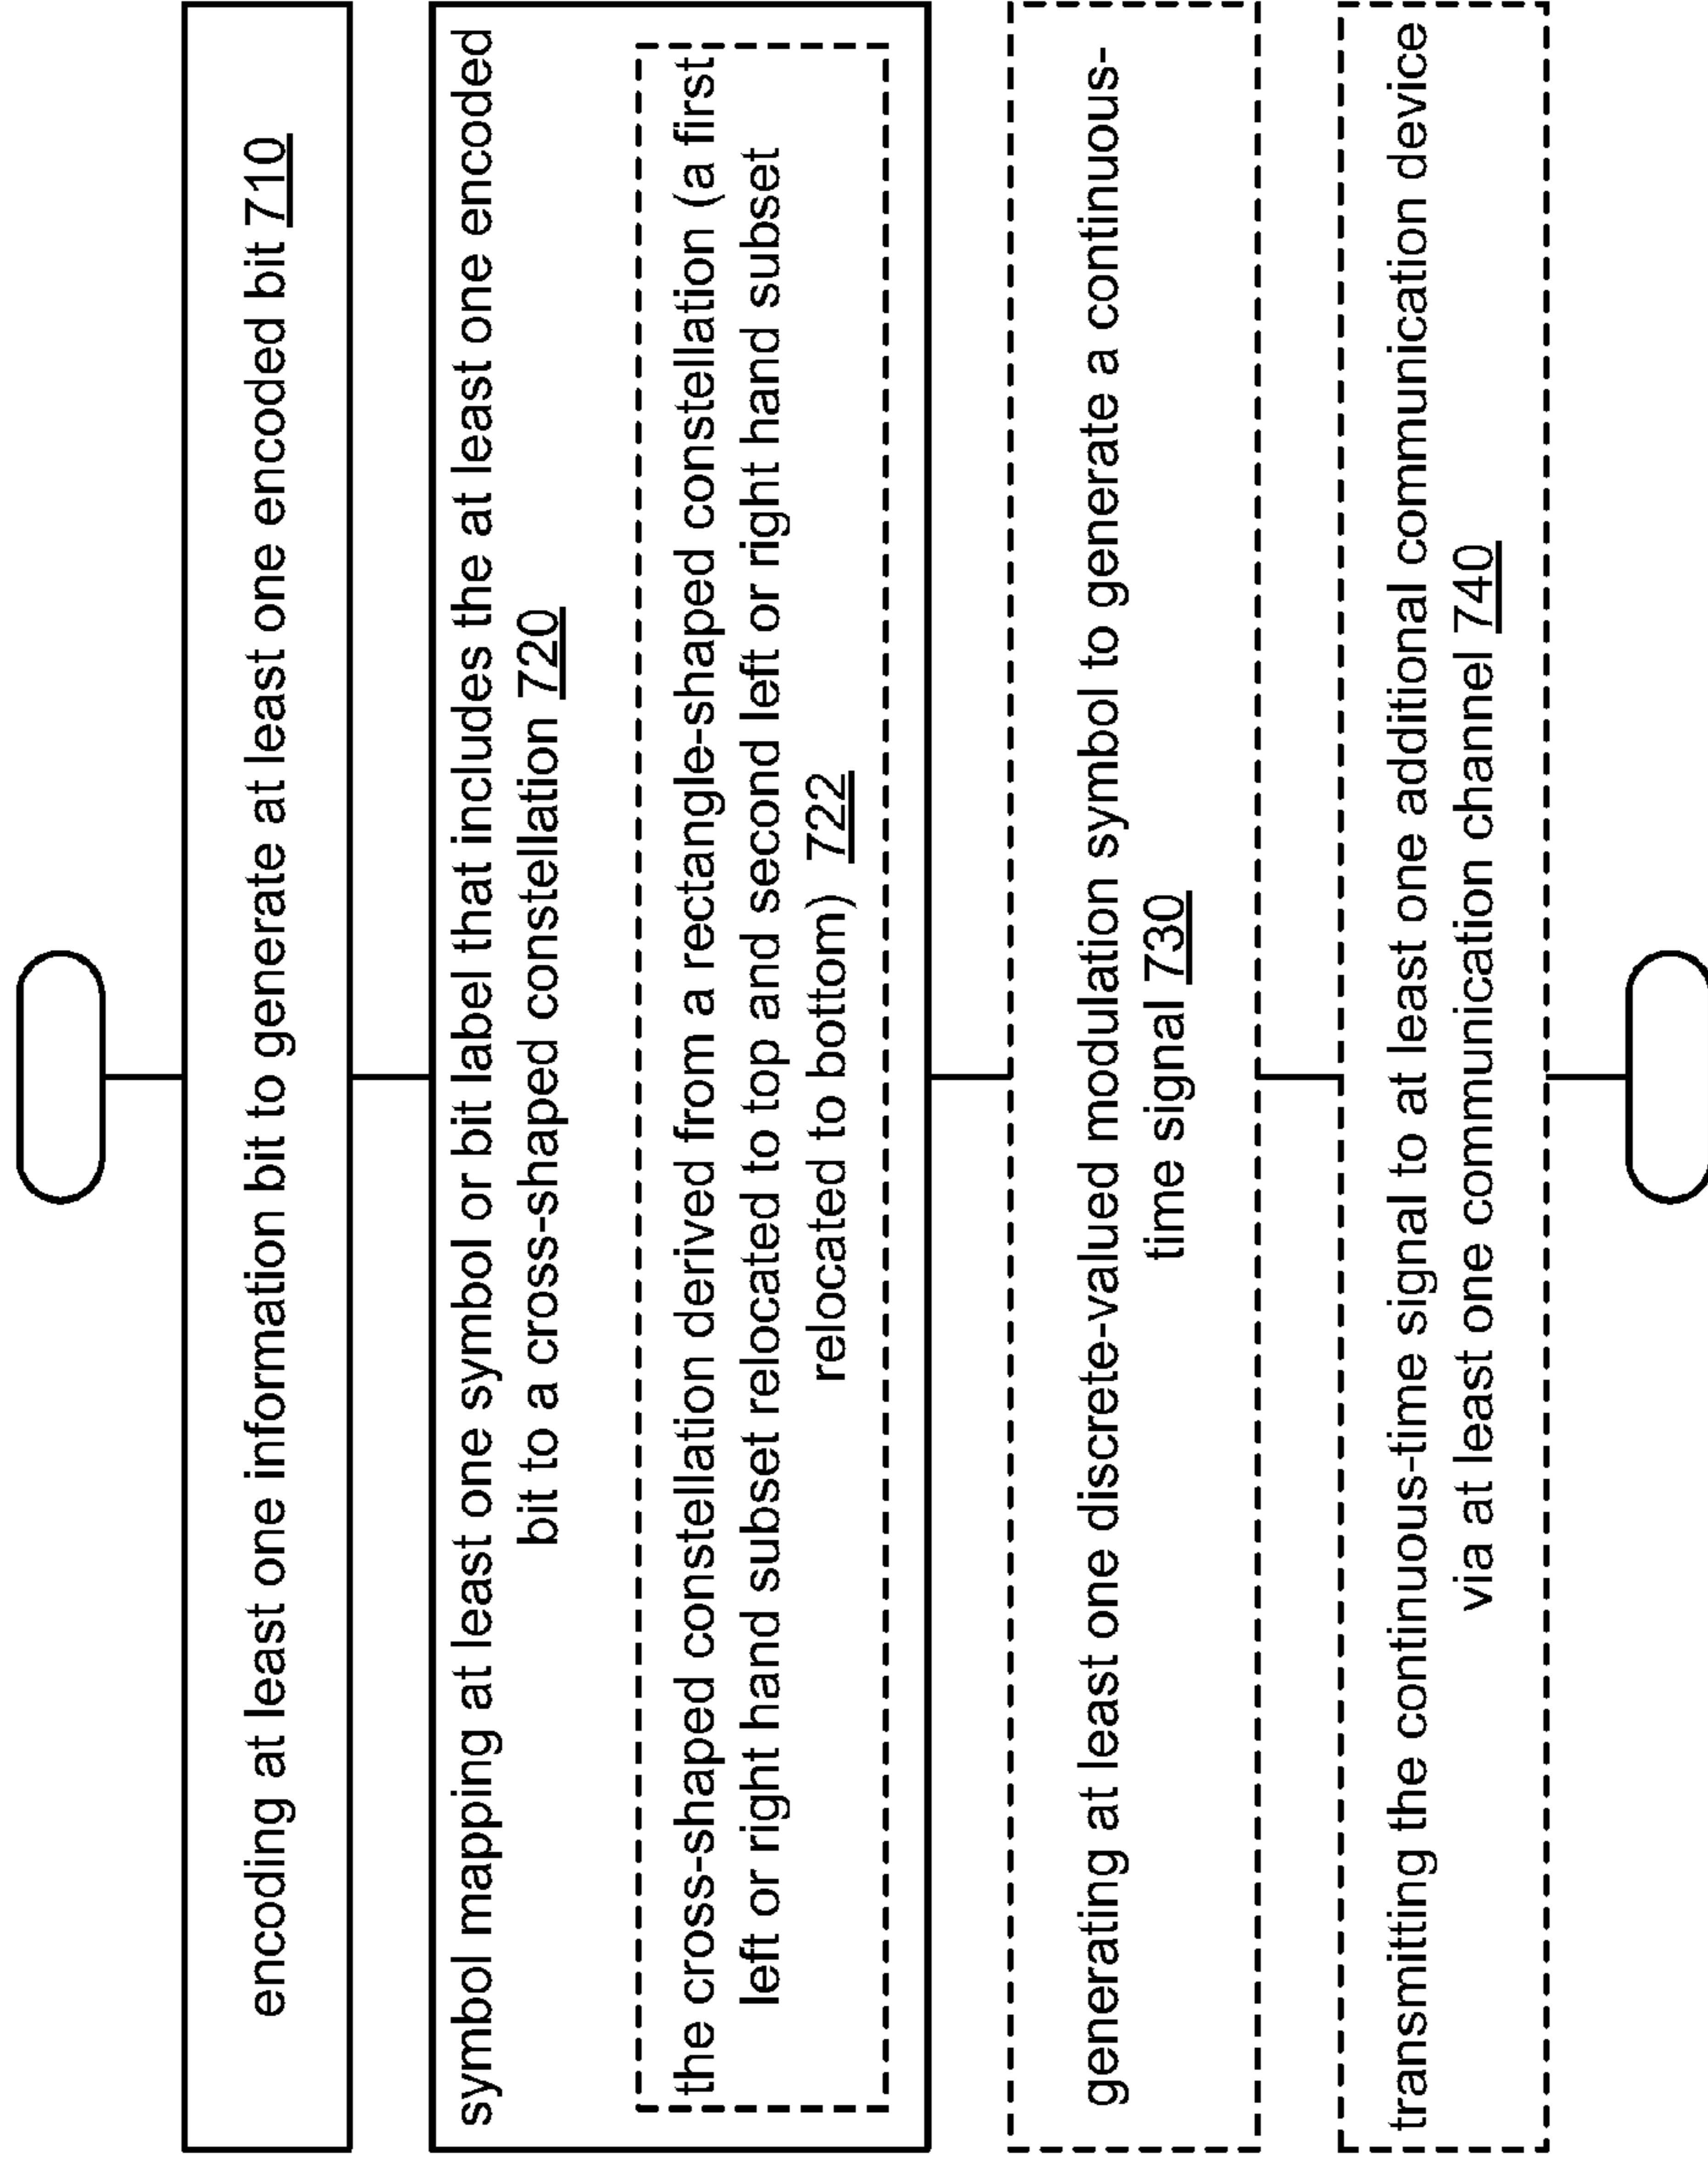 encoding at least one information bit to generate at least one encoded bit 710
symbol mapping at least one symbol or bit label that includes the at least one encoded
bit to a cross-shaped constellation 720
the cross-shaped constellation derived from a rectangle-shaped constellation (a first
left or right hand subset relocated to top and second left or right hand subset
relocated to bottom) 722
generating at least one discrete-valued modulation symbol to generate a continuous-
time signal 730
transmitting the continuous-time signal to at least one additional communication device
via at least one communication channel 740